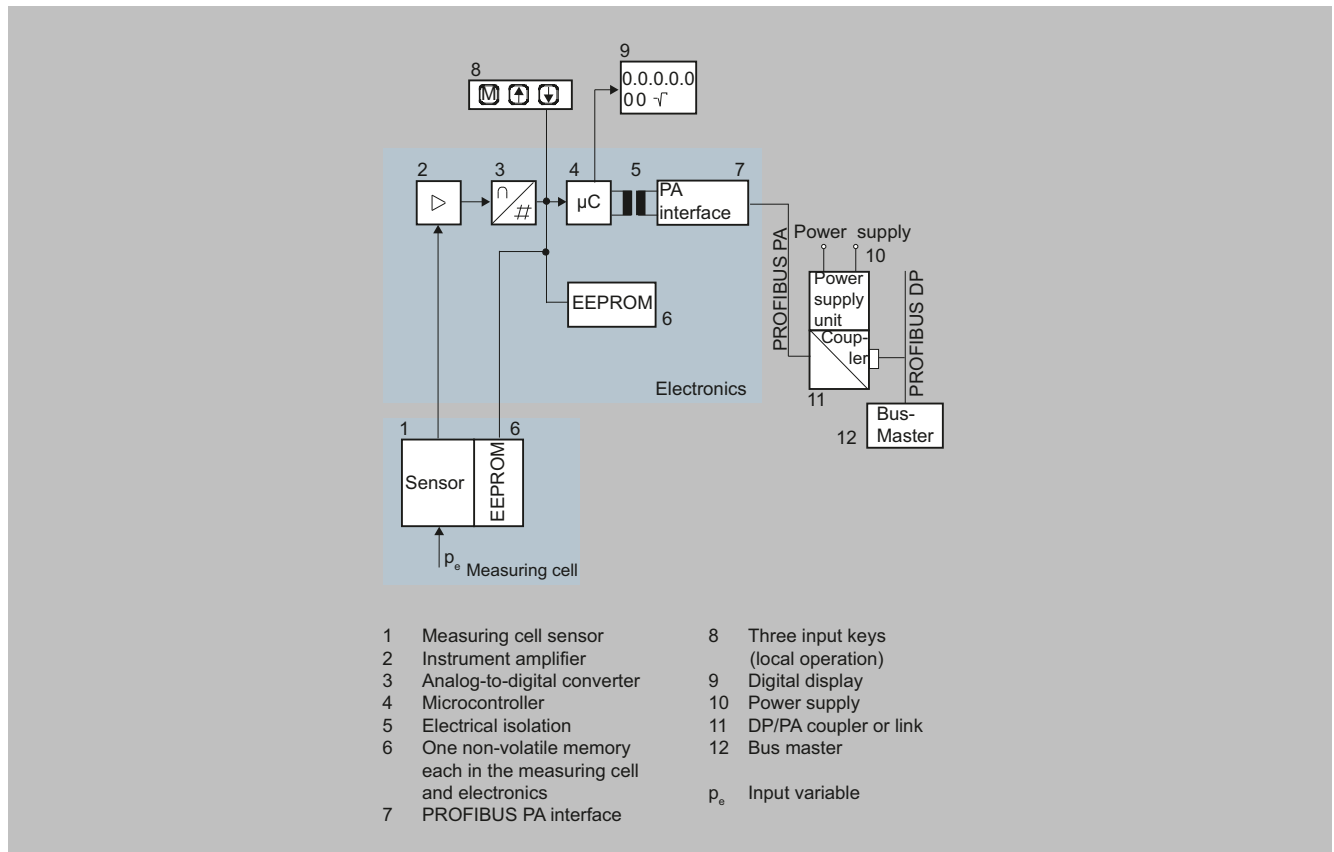 9
8
0.0.0.0.0
00 √
M
2
3
4
5
7
∩
#
µC
PA
interface
Power supply
10
PROFIBUS PA
Power
supply
unit
PROFIBUS DP
EEPROM
6
Coup-
ler
Electronics
11
Bus-
Master
12
1
6
Sensor
EEPROM
pe
Measuring cell
1 Measuring cell sensor
2 Instrument amplifier
3 Analog-to-digital converter
4 Microcontroller
5 Electrical isolation
6 One non-volatile memory
each in the measuring cell
and electronics
7 PROFIBUS PA interface
8 Three input keys
(local operation)
9 Digital display
10 Power supply
11 DP/PA coupler or link
12 Bus master
pe Input variable